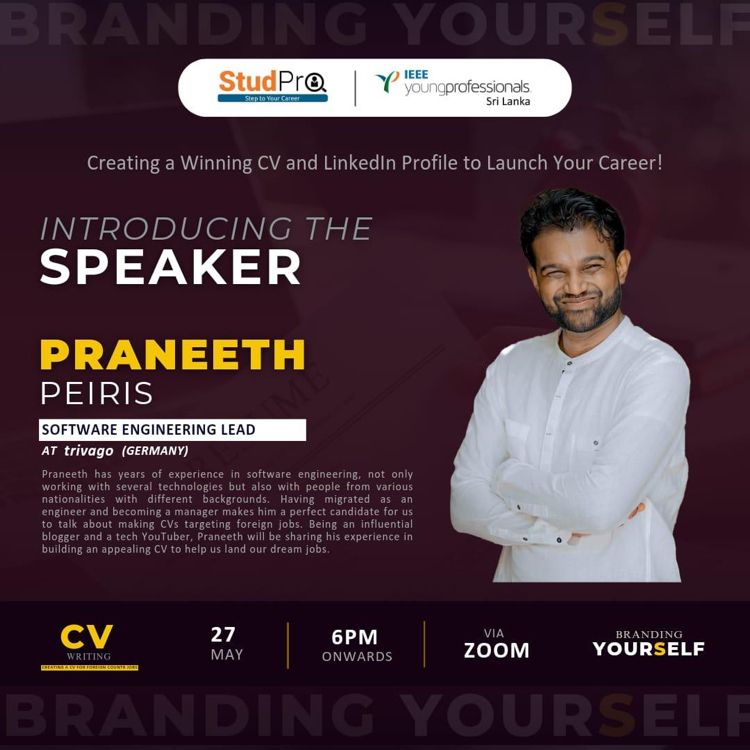 BRANDING YOURSELF
StudPro
Step to Your Career
IEEE
youngprofessionals
Sri Lanka
Creating a Winning CV and LinkedIn Profile to Launch Your Career!
INTRODUCING THE
SPEAKER
PRANEETH
PEIRIS
SOFTWARE ENGINEERING LEAD
AT trivago (GERMANY)
Praneeth has years of experience in software engineering, not only
working with several technologies but also with people from various
nationalities with different backgrounds. Having migrated as an
engineer and becoming a manager makes him a perfect candidate for us
to talk about making CVs targeting foreign jobs. Being an influential
blogger and a tech YouTuber, Praneeth will be sharing his experience in
building an appealing CV to help us land our dream jobs.
CV
WRITING
CREATING A CV FOR FOREIGN COUNTR JOBS
27
MAY
6PM
ONWARDS
VIA
ZOOM
BRANDING
YOURSELF
BRANDING YOURSELF